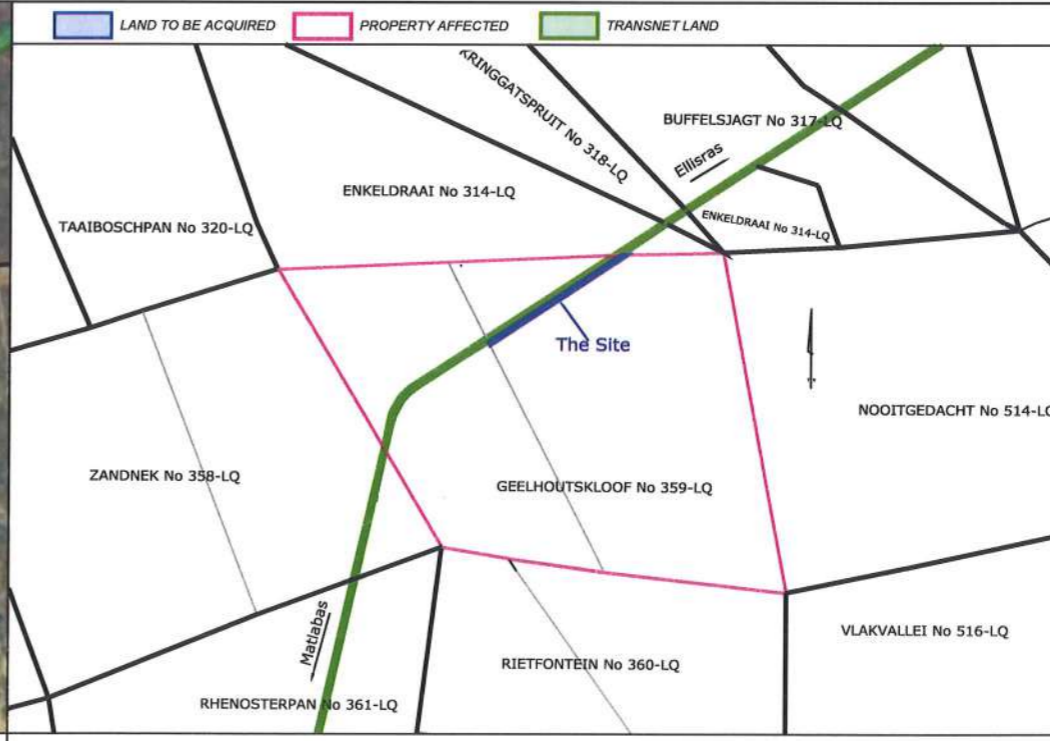 LAND TO BE ACQUIRED
PROPERTY AFFECTED
TRANSNET LAND
KRINGGATSPRUIT No 318-LQ
BUFFELSJAGT No 317-LQ
Ellisras
ENKELDRAAI No 314-LQ
ENKELDRAAI No 314-LQ
TAAIBOSCHPAN No 320-LQ
The Site
NOOITGEDACHT No 514-LQ
ZANDNEK No 358-LQ
GEELHOUTSKLOOF No 359-LQ
Matlabas
VLAKVALLEI No 516-LQ
RIETFONTEIN No 360-LQ
RHENOSTERPAN No 361-LQ